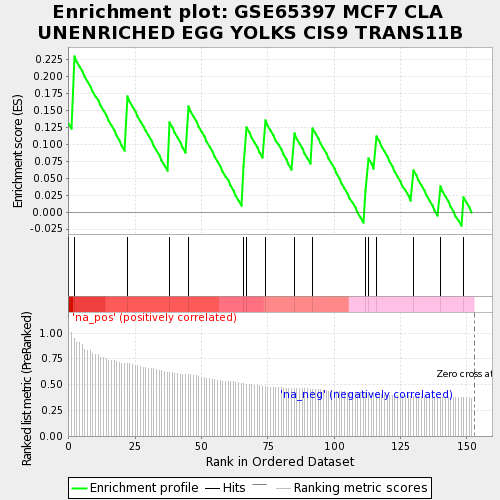 Enrichment plot: GSE65397 MCF7 CLA
UNENRICHED EGG YOLKS CIS9 TRANS11B
Enrichment score (ES)
0.225
0.200
0.175
0.150
0.125
0.100
0.075
0.050
0.025
0.000
-0.025
'na_pos' (positively correlated)
Ranked list metric (PreRanked)
1.00
0.75
0.50
0.25
0.00
Zero cross at
'na_neg' (negatively correlated)
0 25 50 75 100 125 150
Rank in Ordered Dataset
Enrichment profile Hits Ranking metric scores